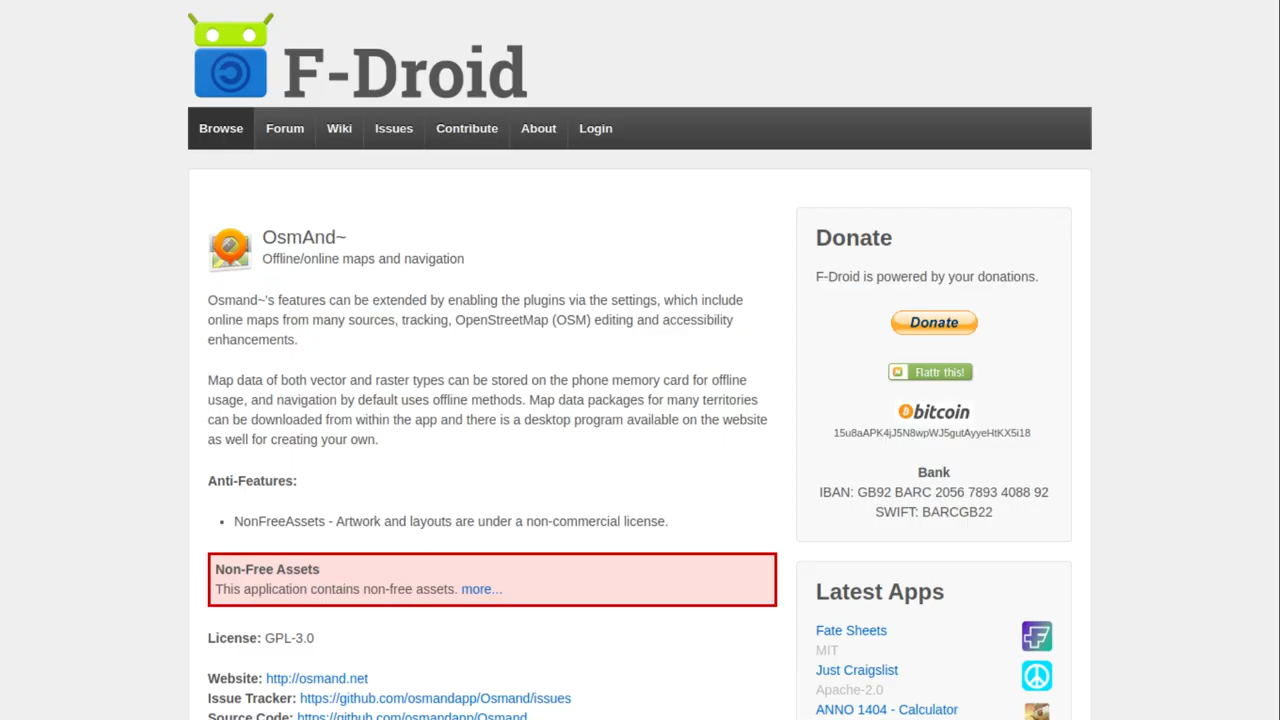 F-Droid
Browse Forum Wiki Issues Contribute About Login
OsmAnd~
Offline/online maps and navigation
Osmand~'s features can be extended by enabling the plugins via the settings, which include
online maps from many sources, tracking, OpenStreetMap (OSM) editing and accessibility
enhancements.
Map data of both vector and raster types can be stored on the phone memory card for offline
usage, and navigation by default uses offline methods. Map data packages for many territories
can be downloaded from within the app and there is a desktop program available on the website
as well for creating your own.
Anti-Features:
• NonFreeAssets - Artwork and layouts are under a non-commercial license.
Non-Free Assets
This application contains non-free assets. more...
License: GPL-3.0
Website: http://osmand.net
Issue Tracker: https://github.com/osmandapp/Osmand/issues
Source Code: https://github.com/osmandapp/Osmand
Donate
F-Droid is powered by your donations.
Donate
Flattr this!
bitcoin
15u8aAPK4jJ5N8wpWJ5gutAyyeHtKX5i18
Bank
IBAN: GB92 BARC 2056 7893 4088 92
SWIFT: BARCGB22
Latest Apps
Fate Sheets
MIT
Just Craigslist
Apache-2.0
ANNO 1404 - Calculator